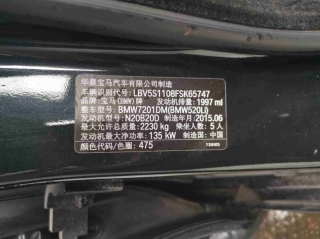 华晨宝马汽车有限公司制造
车辆识别代号: LBV5S1108FSK65747
品牌: 宝马(BMW)牌 发动机排量: 1997 ml
整车型号: BMW7201DM(BMW520Li)
发动机型号: N20B20D 制造年月: 2015.06
最大允许总质量: 2230 kg 乘坐人数: 5 人
发动机最大净功率: 135 kW 制造国: 中国
颜色代码/色圈: 475